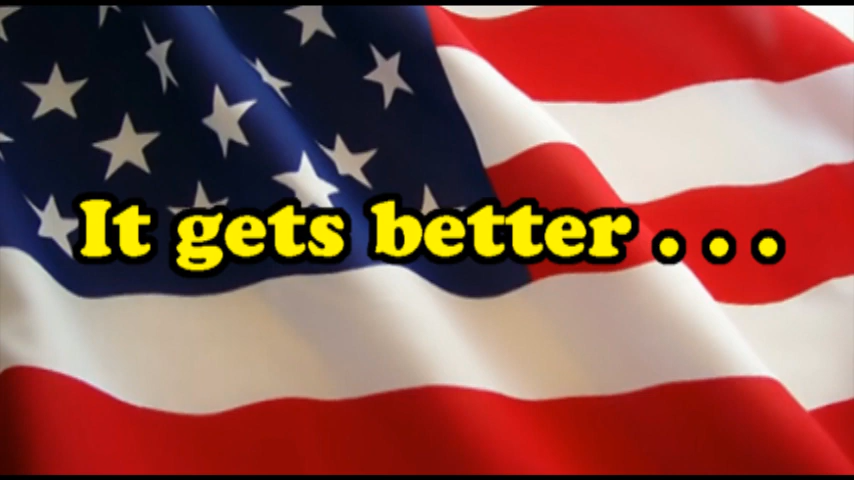 It gets better . . .